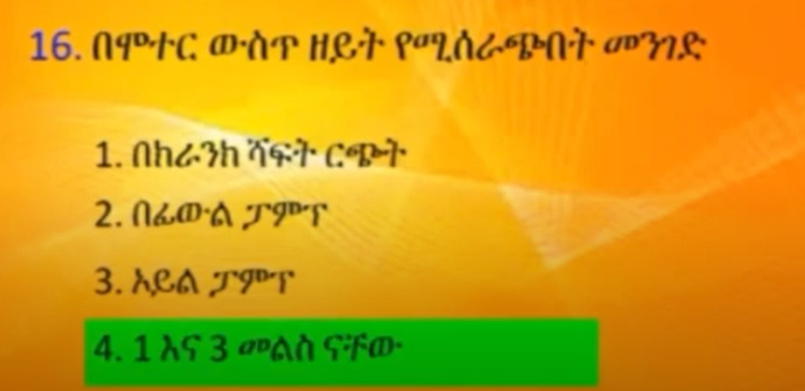 16. በሞተር ውስጥ ዘይት የሚሰራጭበት መንገድ
1. በክራንክ ሻፍት ርጭት
2. በፊውል ፓምፕ
3. ኦይል ፓምፕ
4. 1 እና 3 መልስ ናቸው